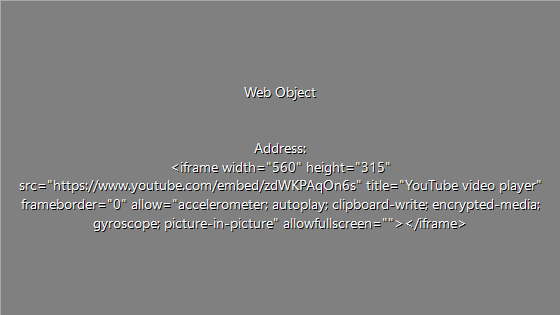 Web Object
Address:
<iframe width="560" height="315"
src="https://www.youtube.com/embed/zdWKPAqOn6s" title="YouTube video player"
frameborder="0" allow="accelerometer; autoplay; clipboard-write; encrypted-media;
gyroscope; picture-in-picture" allowfullscreen=""></iframe>